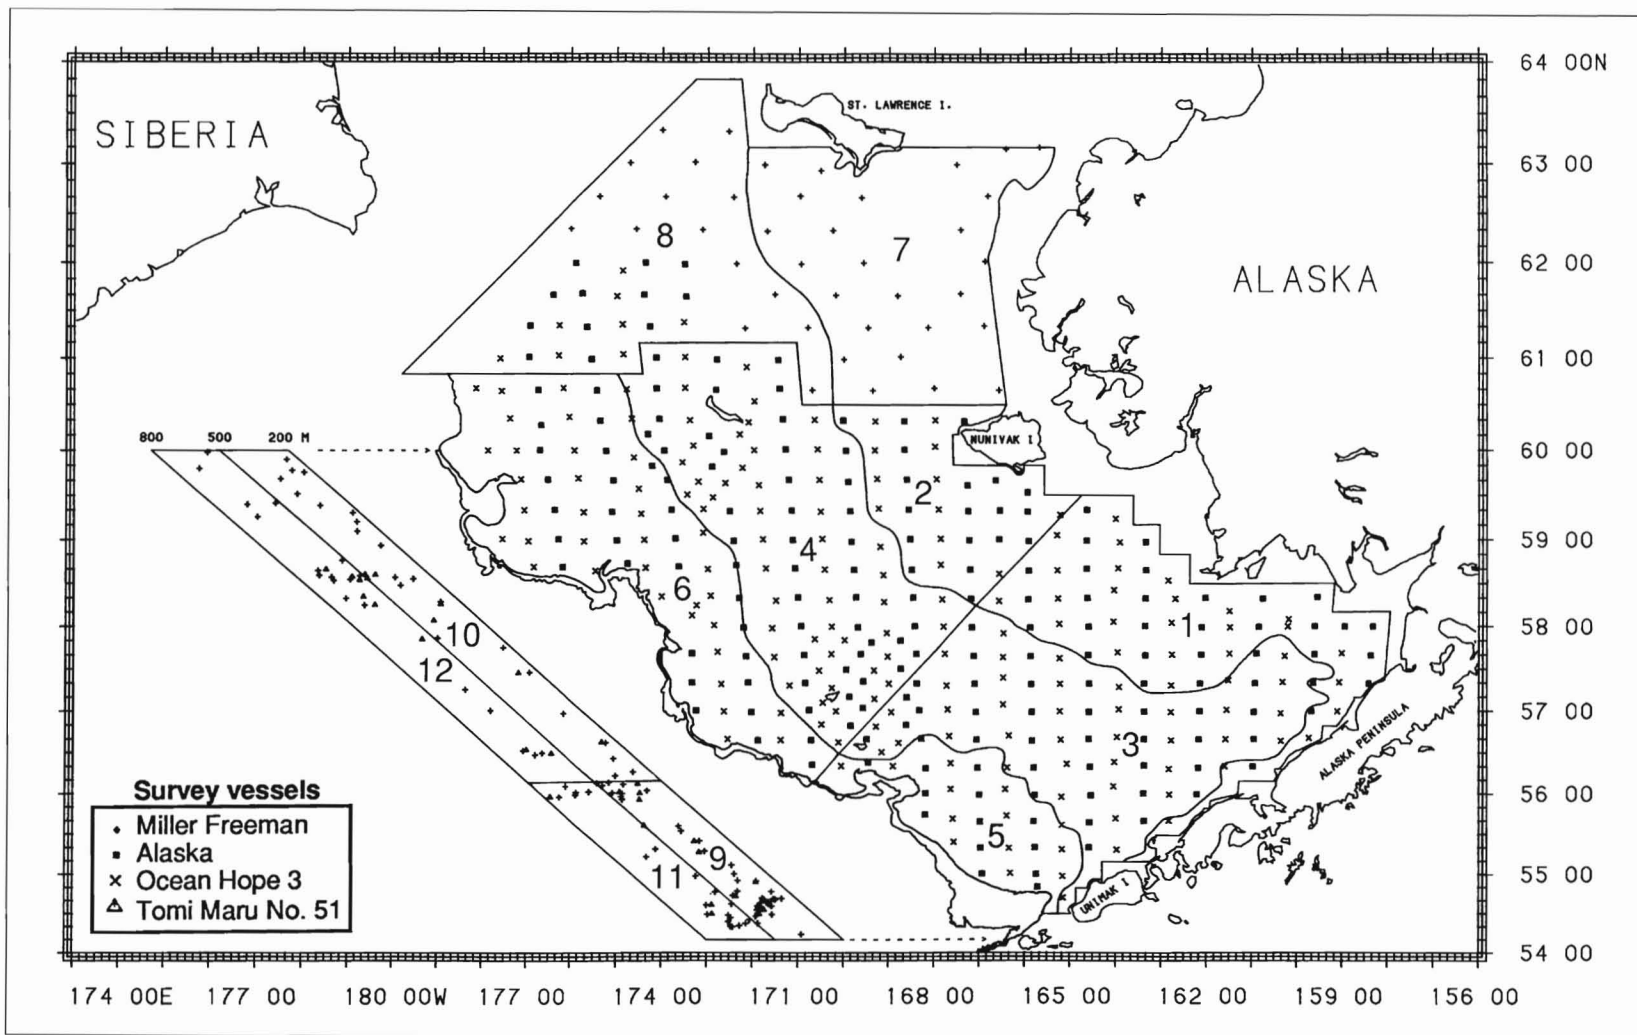 64 00N
ST. LAWRENCE I.
SIBERIA
63 00
8
7
62 00
ALASKA
61 00
800
500
200 M
60 00
NUNIVAK I
2
59 00
4
6
10
1
58 00
12
57 00
3
ALASKA PENINSULA
56 00
5
9
11
55 00
UNIMAK I
54 00
Survey vessels
Miller Freeman
Alaska
Ocean Hope 3
Tomi Maru No. 51
174 00E 177 00 180 00W 177 00 174 00 171 00 168 00 165 00 162 00 159 00 156 00